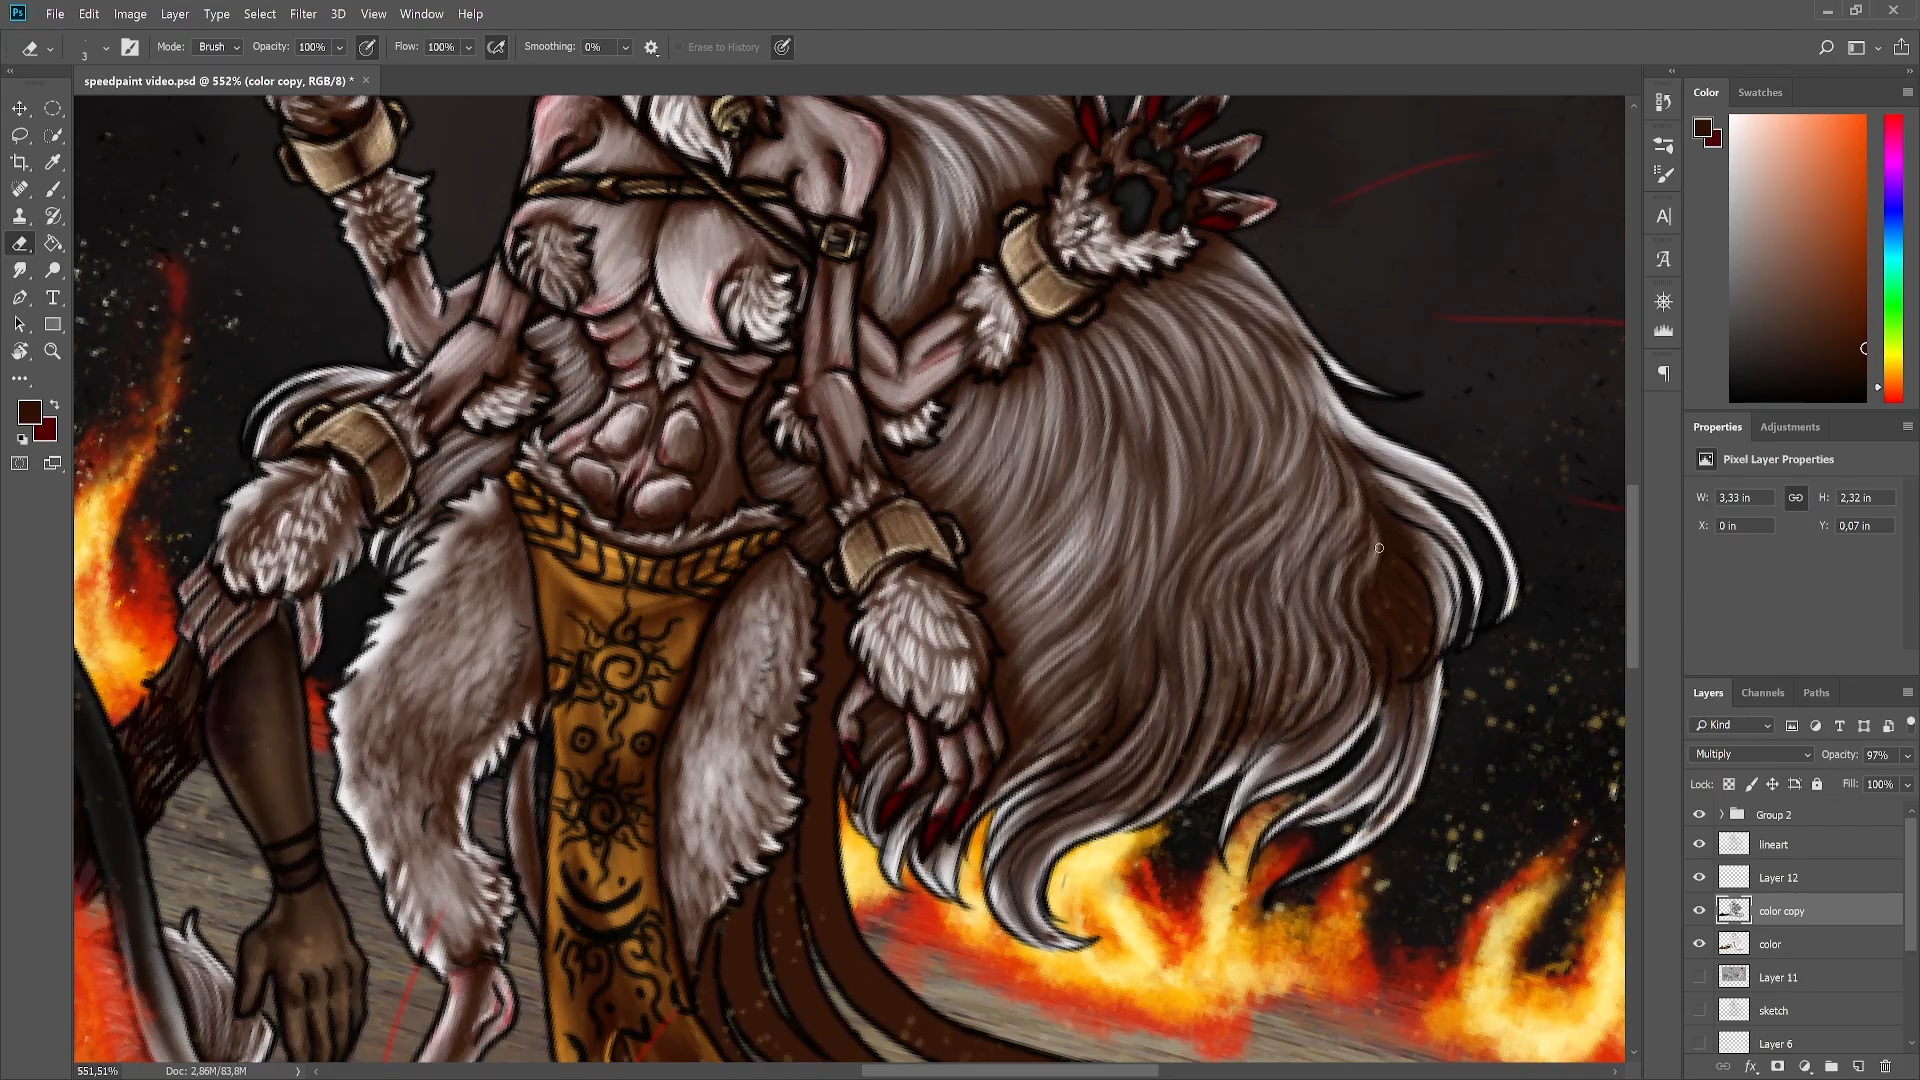 Ps File Edit Image Layer Type Select Filter 3D View Window Help
3 Mode: Brush Opacity: 100% Flow: 100% Smoothing: 0% Erase to History
speedpaint video.psd @ 552% (color copy, RGB/8) * ×
Color Swatches
Properties Adjustments
Pixel Layer Properties
W: 3,33 in H: 2,32 in
X: 0 in Y: 0,07 in
Layers Channels Paths
Kind
Multiply Opacity: 97%
Lock: Fill: 100%
Group 2
lineart
Layer 12
color copy
color
Layer 11
sketch
Layer 6
551,51% Doc: 2,86M/83,8M